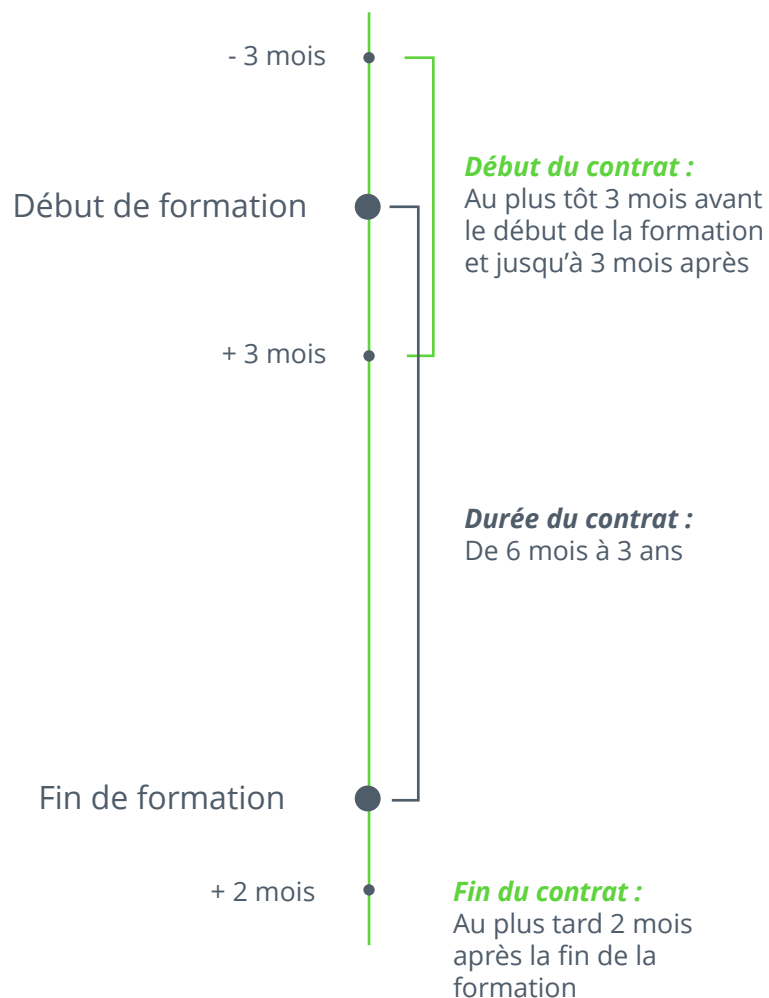 - 3 mois
Début de formation
Début du contrat :
Au plus tôt 3 mois avant
le début de la formation
et jusqu'à 3 mois après
+ 3 mois
Durée du contrat :
De 6 mois à 3 ans
Fin de formation
+ 2 mois
Fin du contrat :
Au plus tard 2 mois
après la fin de la
formation